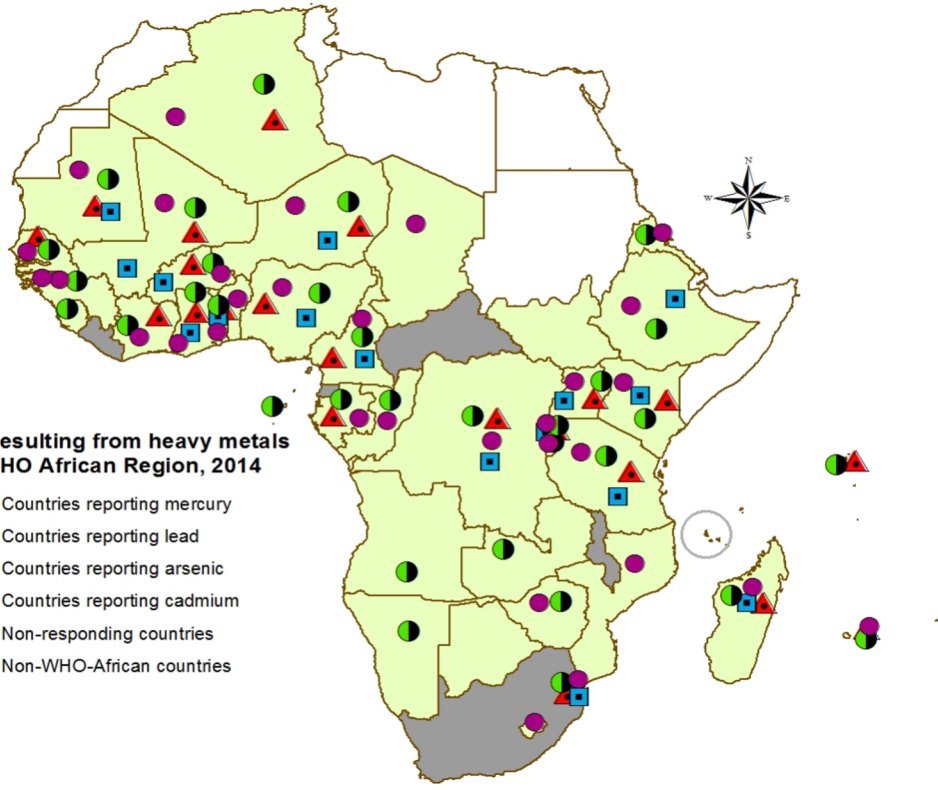 N
W
E
S
esulting from heavy metals
HO African Region, 2014
Countries reporting mercury
Countries reporting lead
Countries reporting arsenic
Countries reporting cadmium
Non-responding countries
Non-WHO-African countries